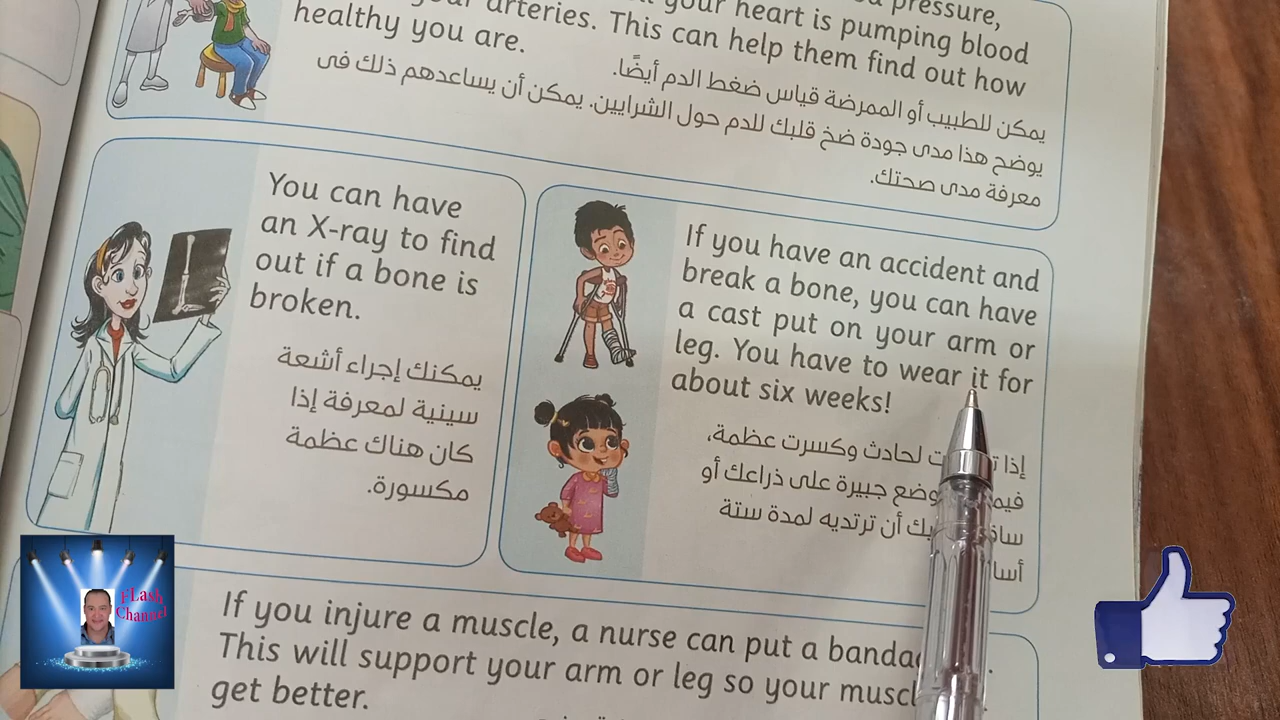 pressure,
your heart is pumping blood
your arteries. This can help them find out how
healthy you are.
يمكن للطبيب أو الممرضة قياس ضغط الدم أيضًا.
يوضح هذا مدى جودة ضخ قلبك للدم حول الشرايين. يمكن أن يساعدهم ذلك فى
معرفة مدى صحتك.
You can have
an X-ray to find
out if a bone is
broken.
يمكنك إجراء أشعة
سينية لمعرفة إذا
كان هناك عظمة
مكسورة.
If you have an accident and
break a bone, you can have
a cast put on your arm or
leg. You have to wear it for
about six weeks!
إذا لحادث وكسرت عظمة،
وضع جبيرة على ذراعك أو
أن ترتديه لمدة ستة
If you injure a muscle, a nurse can put a
This will support your arm or leg so your
get better.
FLash
Channel